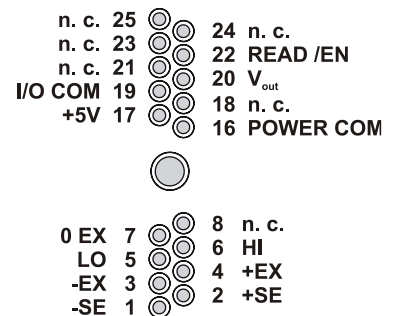 n. c. 25
24 n. c.
n. c. 23
22 READ /EN
n. c. 21
20 Vout
I/O COM 19
18 n. c.
+5V 17
16 POWER COM
8 n. c.
0 EX 7
6 HI
LO 5
4 +EX
-EX 3
2 +SE
-SE 1